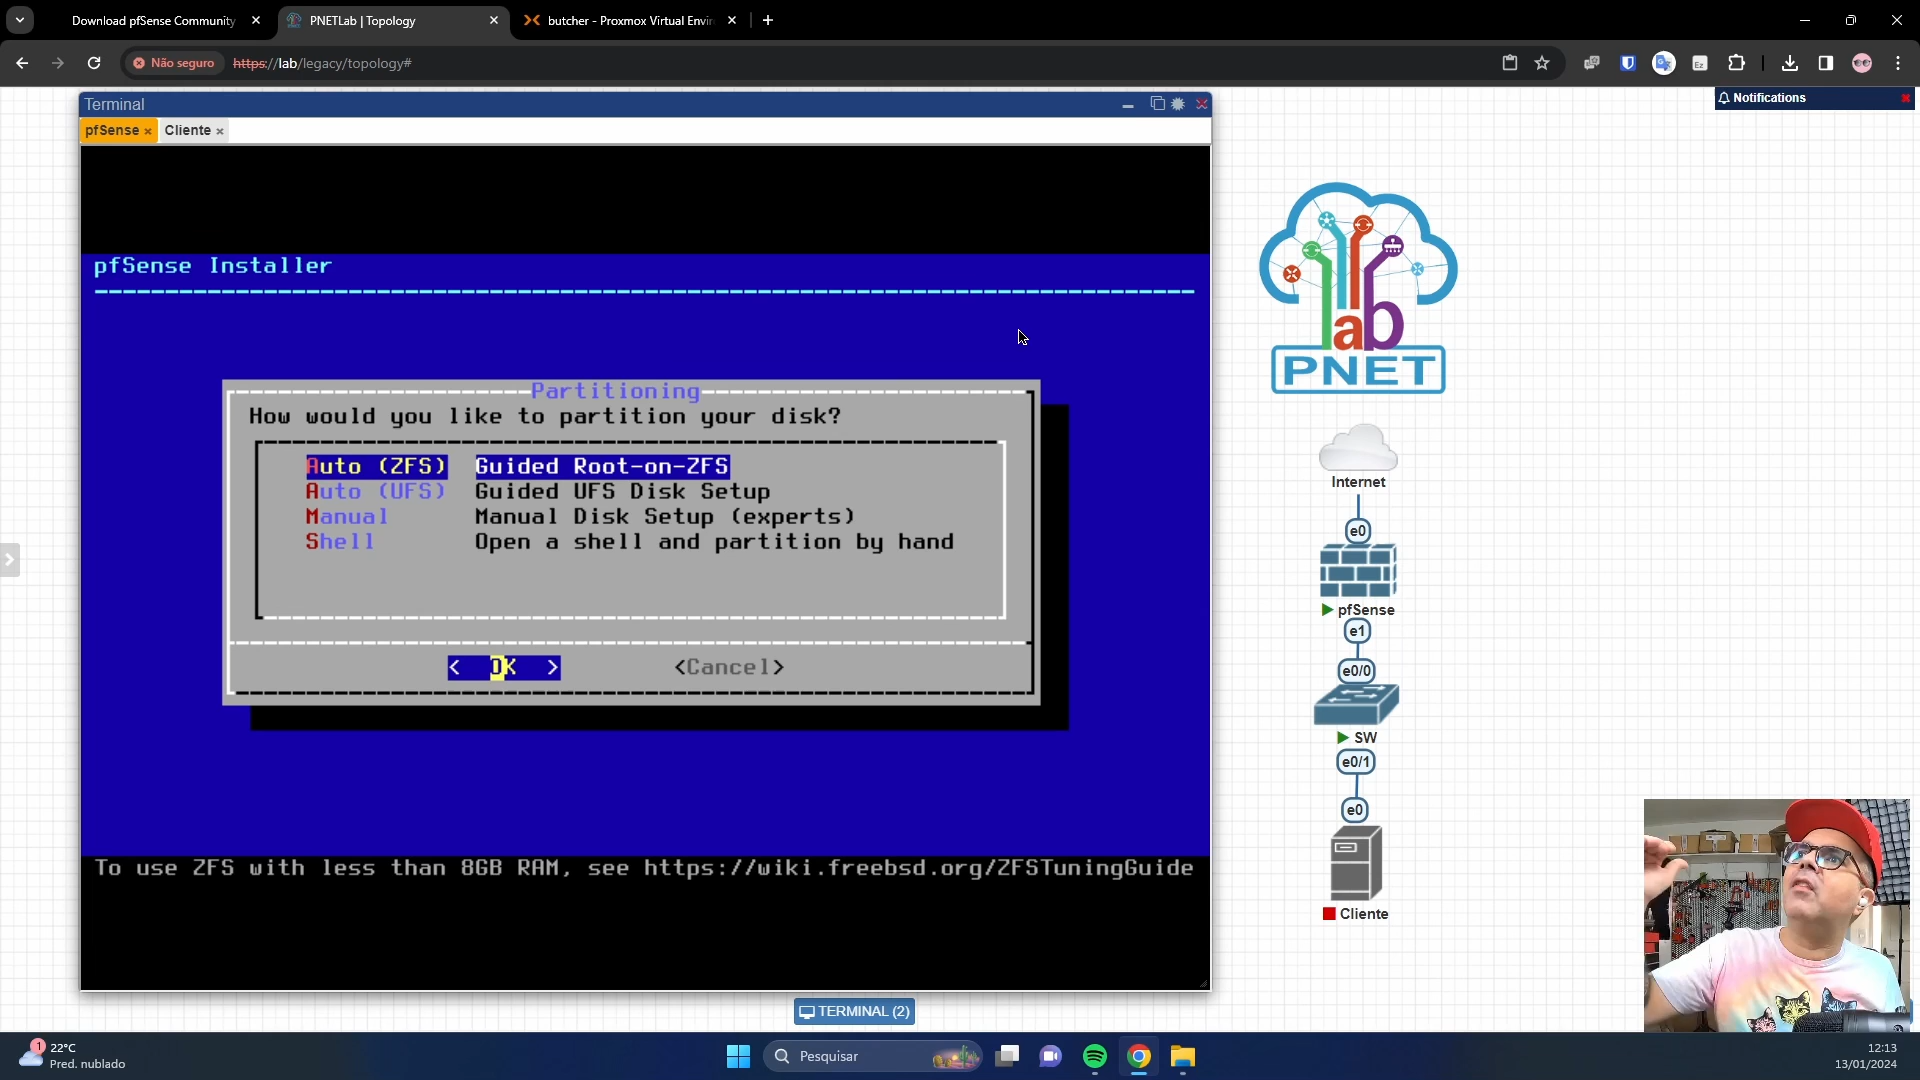 Download pfSense Community
PNETLab | Topology
butcher - Proxmox Virtual Envir
Não seguro
https://lab/legacy/topology#
Ez
Terminal
Notifications
pfSense
Cliente
pfSense Installer
Partitioning
How would you like to partition your disk?
Auto (ZFS) Guided Root-on-ZFS
Auto (UFS) Guided UFS Disk Setup
Manual Manual Disk Setup (experts)
Shell Open a shell and partition by hand
< OK > <Cancel>
To use ZFS with less than 8GB RAM, see https://wiki.freebsd.org/ZFSTuningGuide
lab
PNET
Internet
e0
pfSense
e1
e0/0
SW
e0/1
e0
Cliente
TERMINAL (2)
1
22°C
Pred. nublado
Pesquisar
12:13
13/01/2024